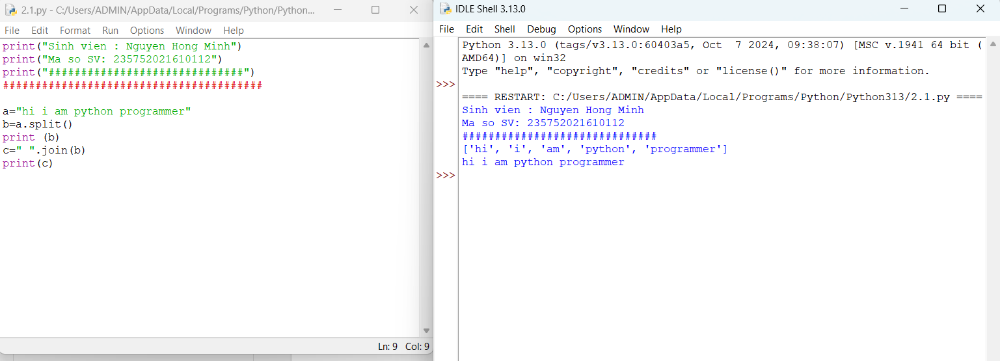 2.1.py - C:/Users/ADMIN/AppData/Local/Programs/Python/Python...
File Edit Format Run Options Window Help
print("Sinh vien : Nguyen Hong Minh")
print("Ma so SV: 235752021610112")
print("##############################")
########################################
a="hi i am python programmer"
b=a.split()
print (b)
c=" ".join(b)
print(c)
Ln: 9 Col: 9
IDLE Shell 3.13.0
File Edit Shell Debug Options Window Help
Python 3.13.0 (tags/v3.13.0:60403a5, Oct  7 2024, 09:38:07) [MSC v.1941 64 bit (
AMD64)] on win32
Type "help", "copyright", "credits" or "license()" for more information.
>>>
==== RESTART: C:/Users/ADMIN/AppData/Local/Programs/Python/Python313/2.1.py ====
Sinh vien : Nguyen Hong Minh
Ma so SV: 235752021610112
##############################
['hi', 'i', 'am', 'python', 'programmer']
hi i am python programmer
>>>